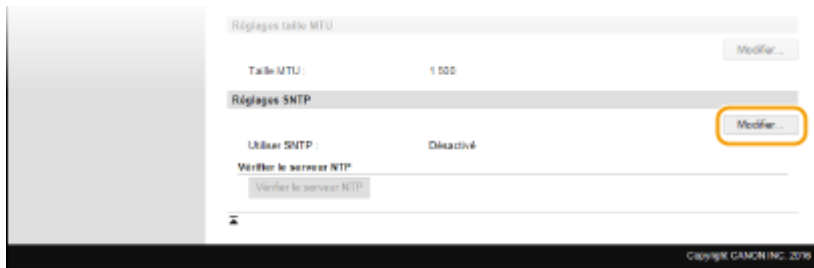 Réglages taille MTU
Modifier...
Taille MTU : 1 500
Réglages SNTP
Modifier...
Utiliser SNTP : Désactivé
Vérifier le serveur NTP
Vérifier le serveur NTP
Copyright CANON INC. 2016